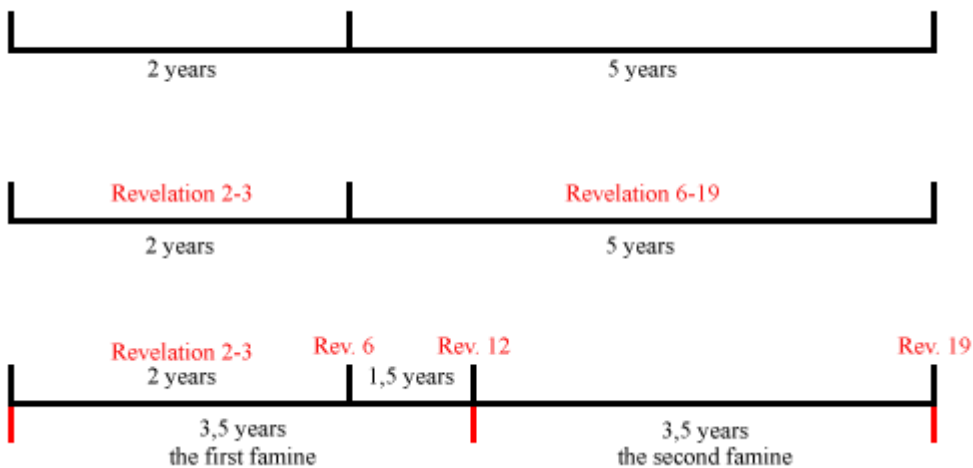 2 years 5 years
Revelation 2-3 Revelation 6-19
2 years 5 years
Revelation 2-3 Rev. 6 Rev. 12 Rev. 19
2 years 1,5 years
3,5 years 3,5 years
the first famine the second famine